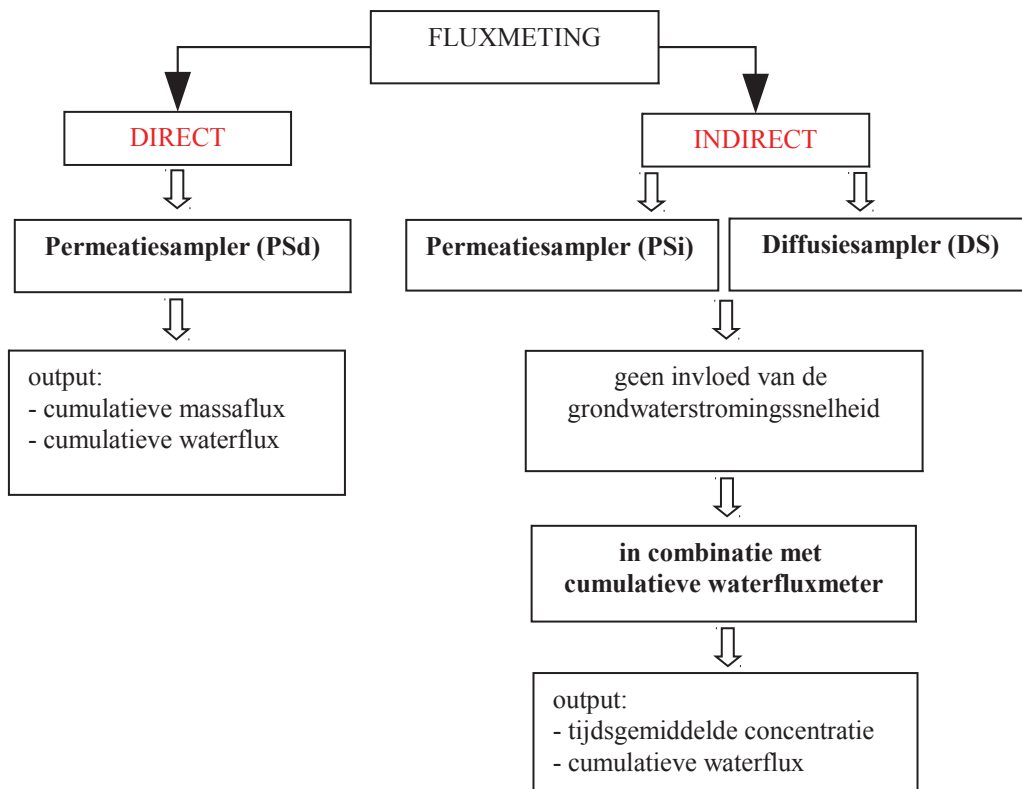 FLUXMETING
DIRECT
INDIRECT
Permeatiesampler (PSd)
Permeatiesampler (PSi)
Diffusiesampler (DS)
output:
- cumulatieve massaflux
- cumulatieve waterflux
geen invloed van de
grondwaterstromingssnelheid
in combinatie met
cumulatieve waterfluxmeter
output:
- tijdsgemiddelde concentratie
- cumulatieve waterflux